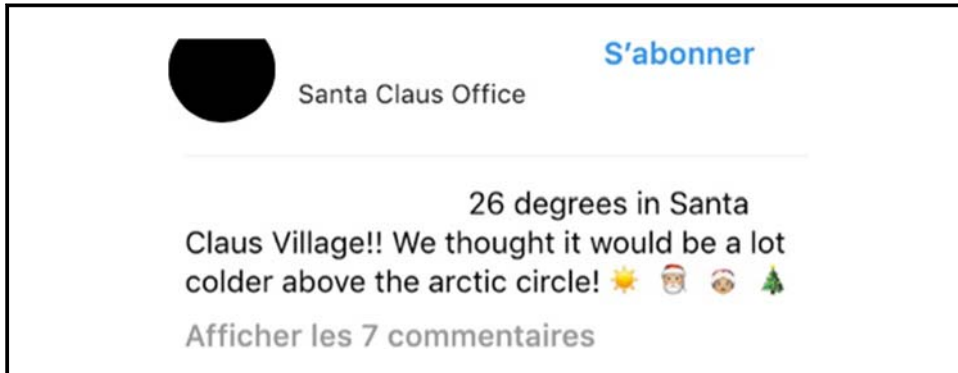 S'abonner
Santa Claus Office
26 degrees in Santa
Claus Village!! We thought it would be a lot
colder above the arctic circle! ☀️ 🎅🏼 🤶🏼 🎄
Afficher les 7 commentaires